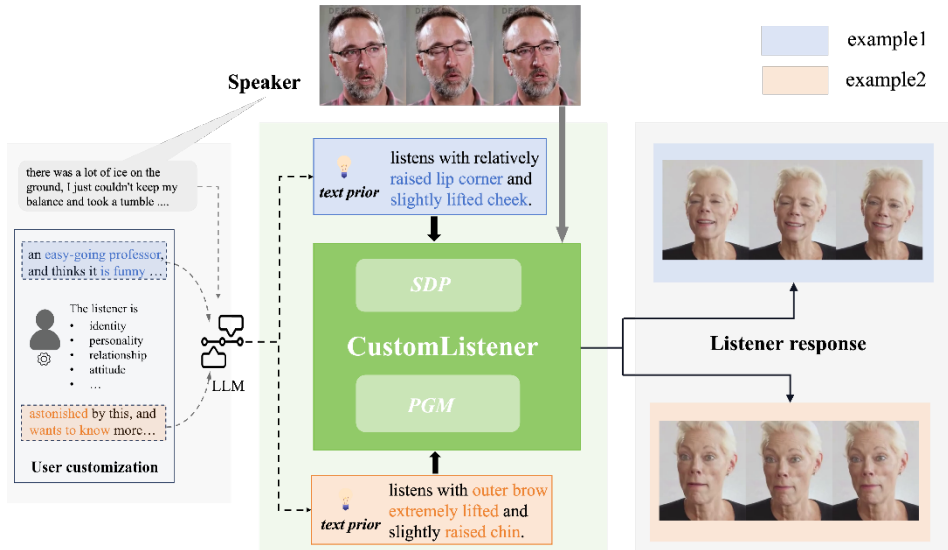 Speaker
example1
example2
there was a lot of ice on the
ground, I just couldn't keep my
balance and took a tumble ....
an easy-going professor,
and thinks it is funny …
The listener is
• identity
• personality
• relationship
• attitude
• …
astonished by this, and
wants to know more…
User customization
LLM
text prior
listens with relatively
raised lip corner and
slightly lifted cheek.
SDP
CustomListener
PGM
text prior
listens with outer brow
extremely lifted and
slightly raised chin.
Listener response